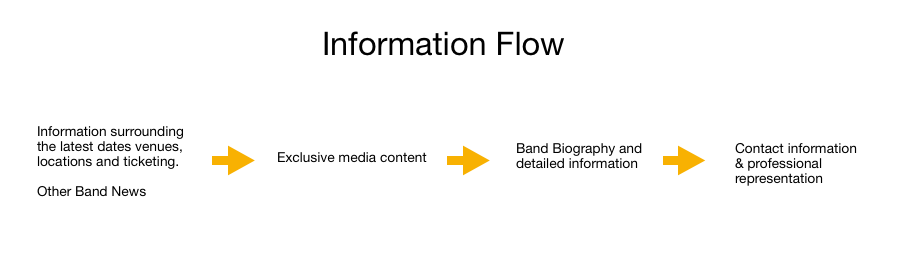 Information Flow
Information surrounding
the latest dates venues,
locations and ticketing.
Other Band News
Exclusive media content
Band Biography and
detailed information
Contact information
& professional
representation